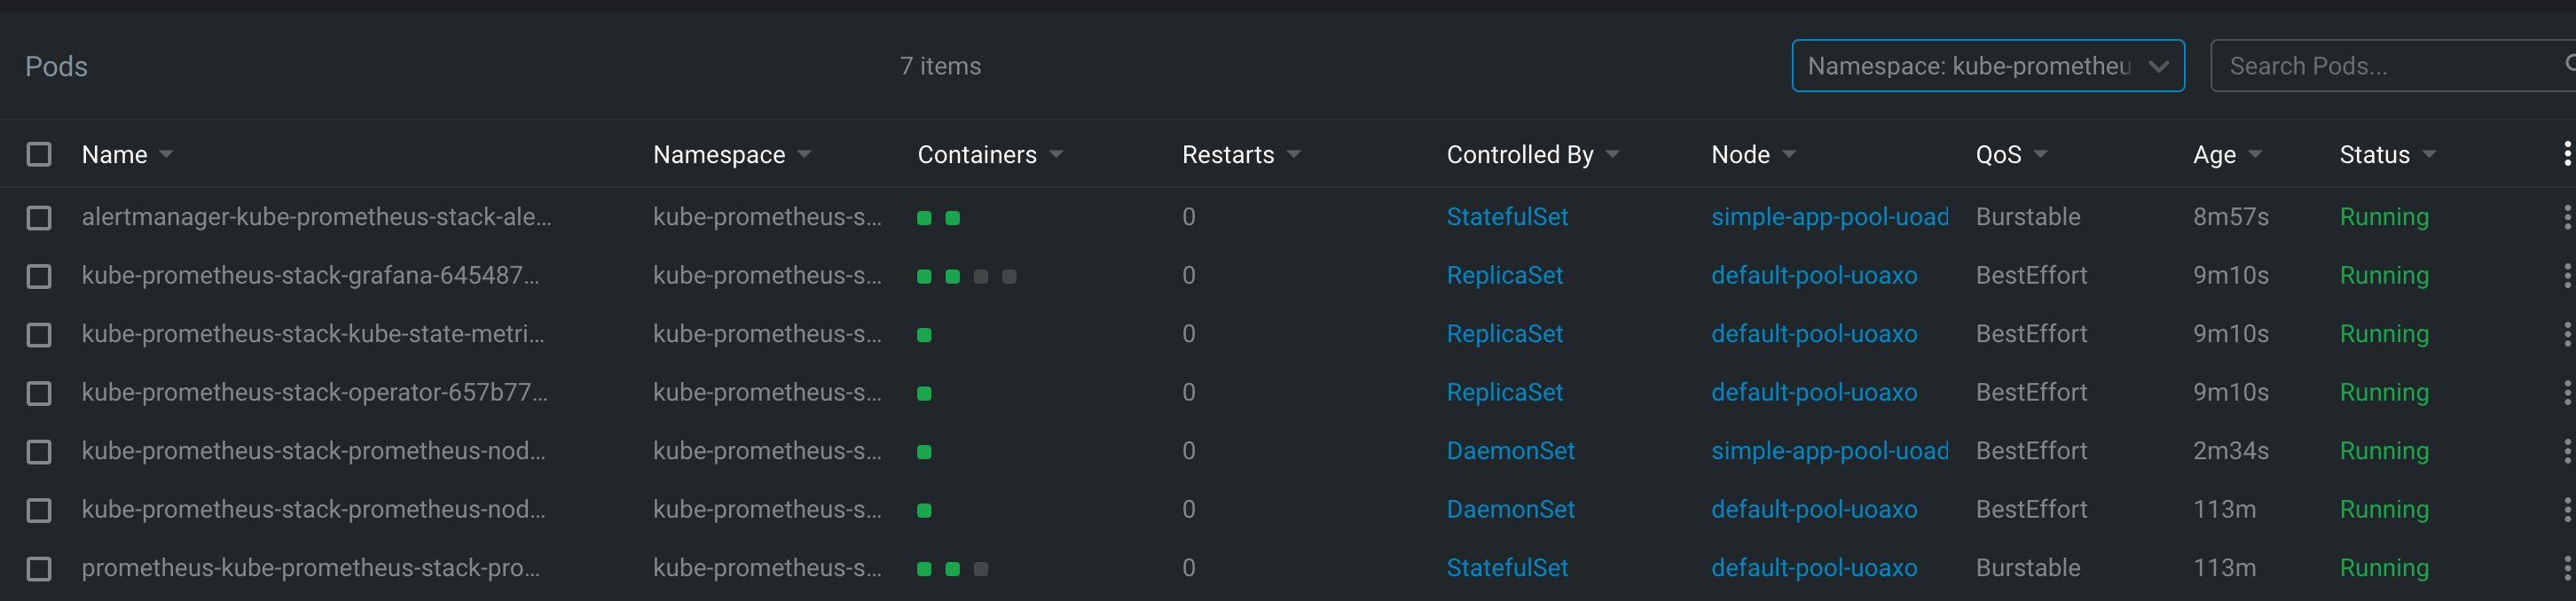 Pods 7 items Namespace: kube-prometheu Search Pods...
Name Namespace Containers Restarts Controlled By Node QoS Age Status
alertmanager-kube-prometheus-stack-ale... kube-prometheus-s... 0 StatefulSet simple-app-pool-uoad Burstable 8m57s Running
kube-prometheus-stack-grafana-645487... kube-prometheus-s... 0 ReplicaSet default-pool-uoaxo BestEffort 9m10s Running
kube-prometheus-stack-kube-state-metri... kube-prometheus-s... 0 ReplicaSet default-pool-uoaxo BestEffort 9m10s Running
kube-prometheus-stack-operator-657b77... kube-prometheus-s... 0 ReplicaSet default-pool-uoaxo BestEffort 9m10s Running
kube-prometheus-stack-prometheus-nod... kube-prometheus-s... 0 DaemonSet simple-app-pool-uoad BestEffort 2m34s Running
kube-prometheus-stack-prometheus-nod... kube-prometheus-s... 0 DaemonSet default-pool-uoaxo BestEffort 113m Running
prometheus-kube-prometheus-stack-pro... kube-prometheus-s... 0 StatefulSet default-pool-uoaxo Burstable 113m Running